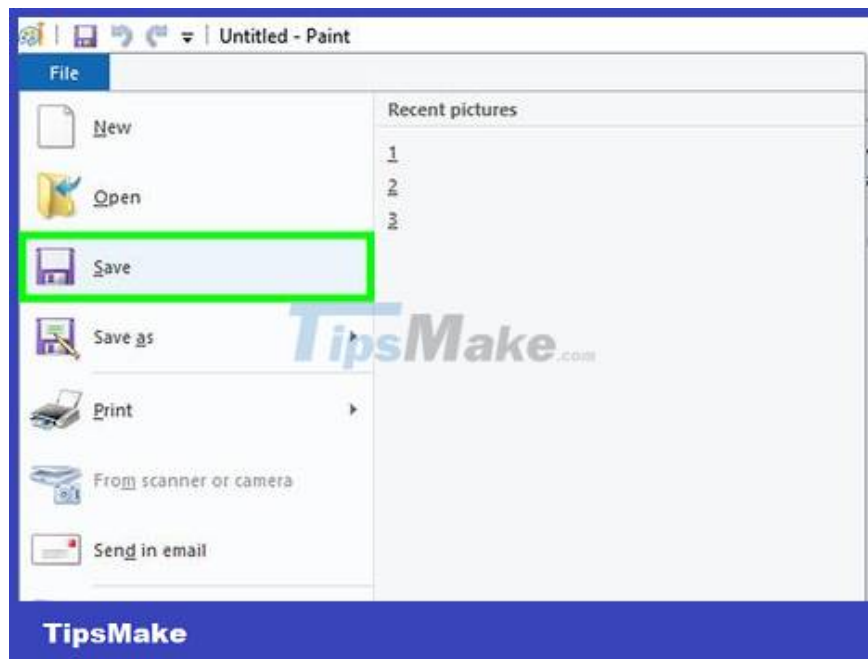 Untitled - Paint
File
New
Open
Save
Save as
Print
From scanner or camera
Send in email
Recent pictures
1
2
3
TipsMake.com
TipsMake